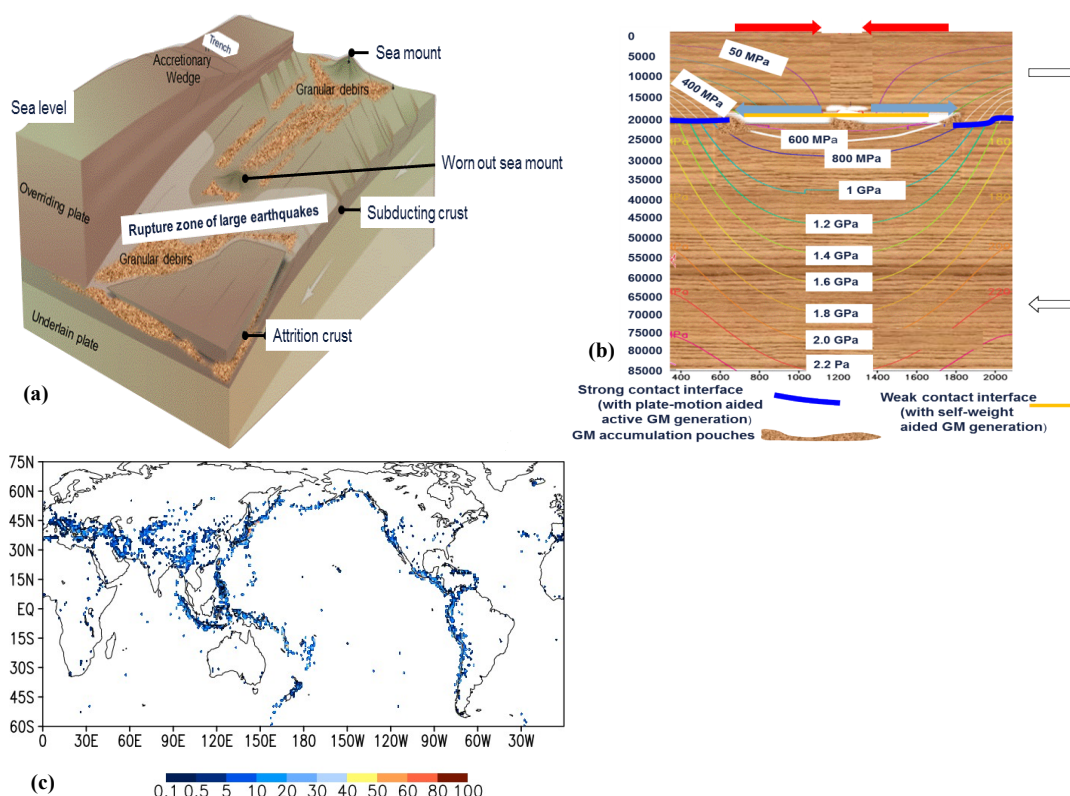 Trench
Accretionary
Wedge
Sea mount
Granular debirs
Sea level
Worn out sea mount
Overriding plate
Rupture zone of large earthquakes
Subducting crust
Granular debirs
Underlain plate
Attrition crust
(a)
0
5000
10000
15000
20000
25000
30000
35000
40000
45000
50000
55000
60000
65000
70000
75000
80000
85000
50 MPa
400 MPa
600 MPa
800 MPa
1 GPa
1.2 GPa
1.4 GPa
1.6 GPa
1.8 GPa
2.0 GPa
2.2 Pa
(b)
400 600 800 1000 1200 1400 1600 1800 2000
Strong contact interface
(with plate-motion aided
active GM generation)
Weak contact interface
(with self-weight
aided GM generation)
GM accumulation pouches
75N
60N
45N
30N
15N
EQ
15S
30S
45S
60S
0 30E 60E 90E 120E 150E 180 150W 120W 90W 60W 30W
(c)
0.1 0.5 5 10 20 30 40 50 60 80 100